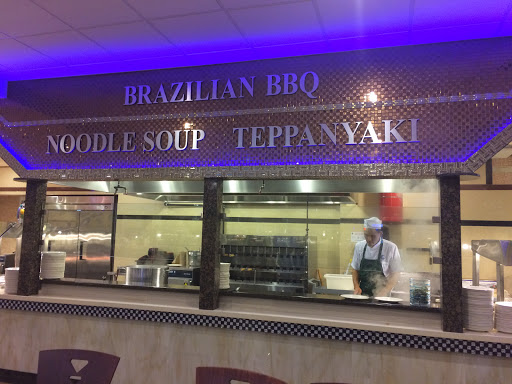 BRAZILIAN BBQ
NOODLE SOUP TEPPANYAKI